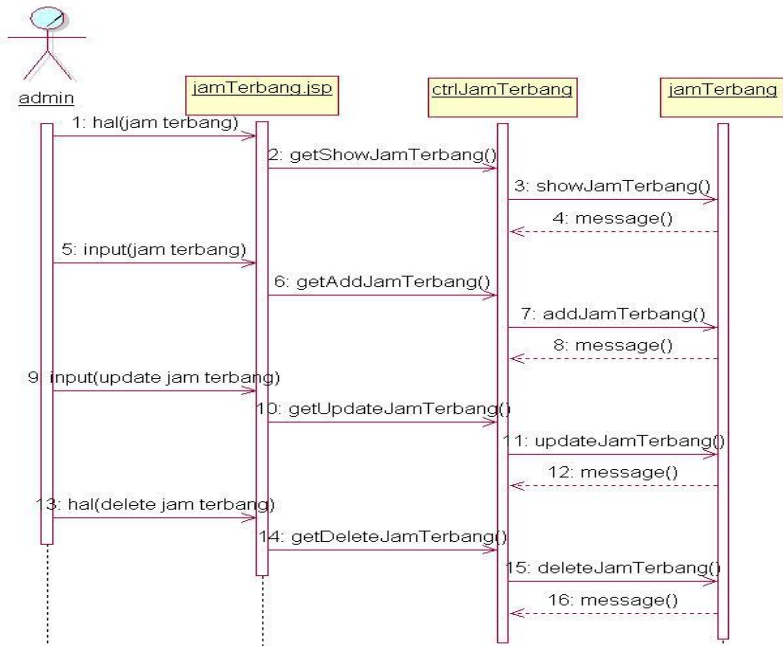 admin
jamTerbang.jsp
ctrlJamTerbang
jamTerbang
1: hal(jam terbang)
2: getShowJamTerbang()
3: showJamTerbang()
4: message()
5: input(jam terbang)
6: getAddJamTerbang()
7: addJamTerbang()
8: message()
9: input(update jam terbang)
10: getUpdateJamTerbang()
11: updateJamTerbang()
12: message()
13: hal(delete jam terbang)
14: getDeleteJamTerbang()
15: deleteJamTerbang()
16: message()